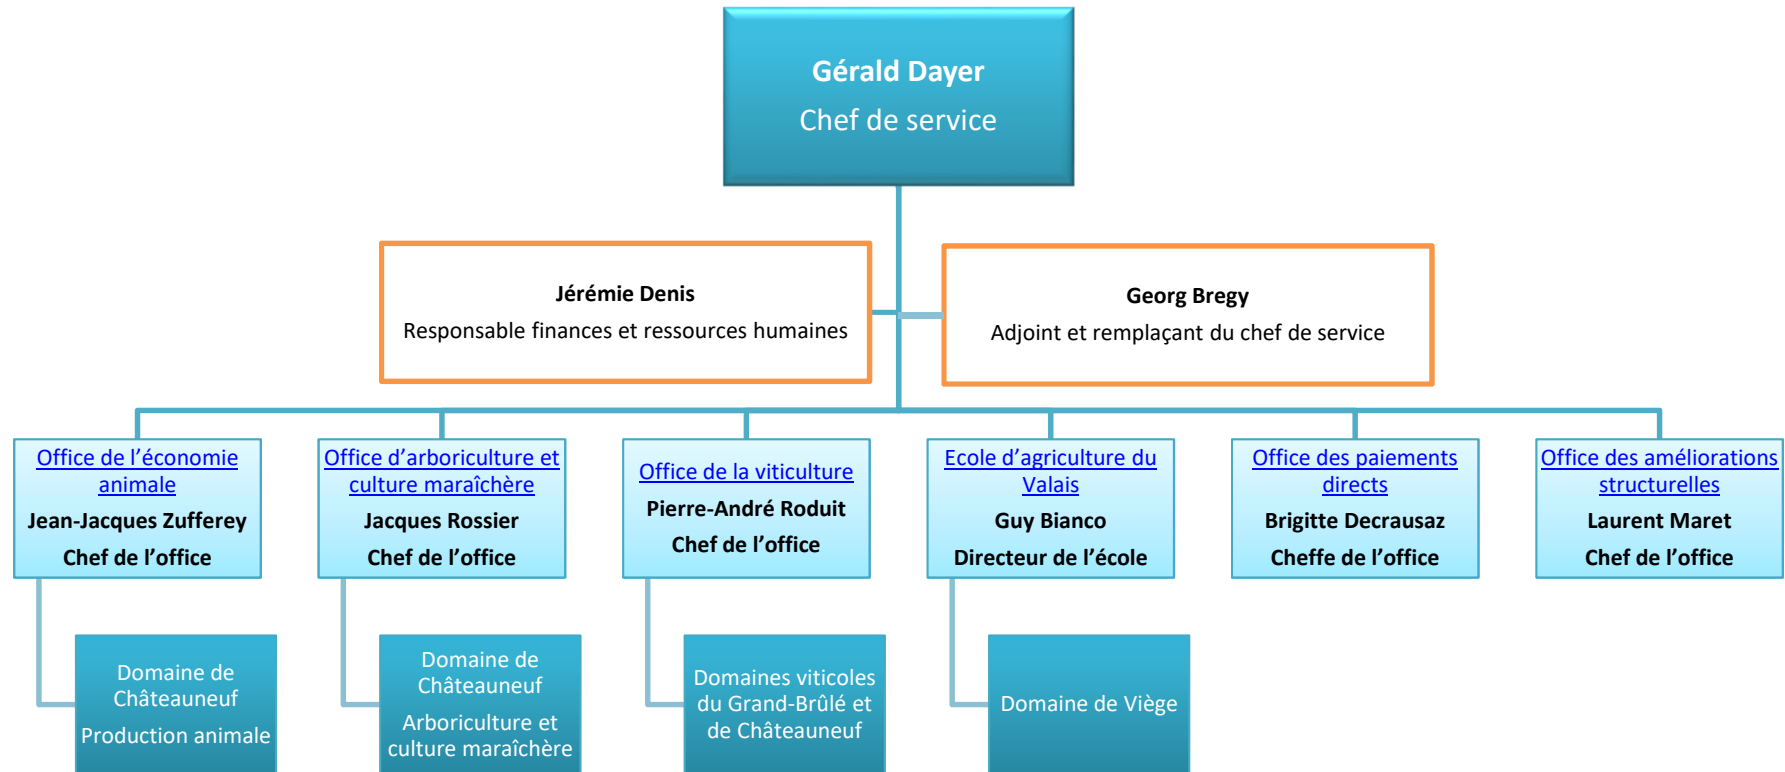 Gérald Dayer
Chef de service
Jérémie Denis
Responsable finances et ressources humaines
Georg Bregy
Adjoint et remplaçant du chef de service
Office de l’économie
animale
Jean-Jacques Zufferey
Chef de l’office
Office d’arboriculture et
culture maraîchère
Jacques Rossier
Chef de l’office
Office de la viticulture
Pierre-André Roduit
Chef de l’office
Ecole d’agriculture du
Valais
Guy Bianco
Directeur de l’école
Office des paiements
directs
Brigitte Decrausaz
Cheffe de l’office
Office des améliorations
structurelles
Laurent Maret
Chef de l’office
Domaine de
Châteauneuf
Production animale
Domaine de
Châteauneuf
Arboriculture et
culture maraîchère
Domaines viticoles
du Grand-Brûlé et
de Châteauneuf
Domaine de Viège